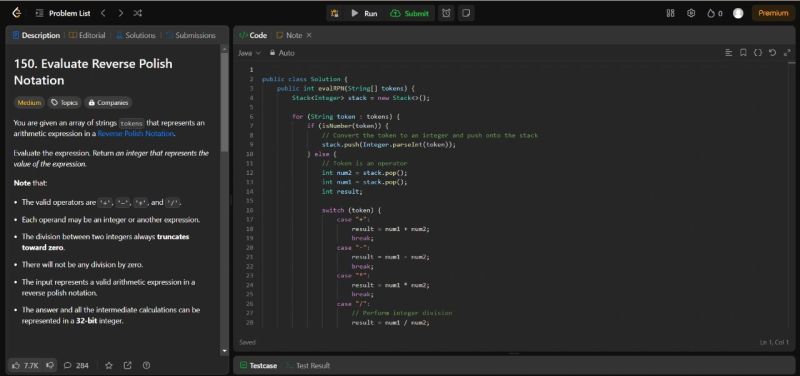 Problem List
Run
Submit
0
Premium
Description
Editorial
Solutions
Submissions
150. Evaluate Reverse Polish
Notation
Medium
Topics
Companies
You are given an array of strings tokens that represents an
arithmetic expression in a Reverse Polish Notation.
Evaluate the expression. Return an integer that represents the
value of the expression.
Note that:
• The valid operators are '+', '-', '*', and '/'.
• Each operand may be an integer or another expression.
• The division between two integers always truncates
toward zero.
• There will not be any division by zero.
• The input represents a valid arithmetic expression in a
reverse polish notation.
• The answer and all the intermediate calculations can be
represented in a 32-bit integer.
7.7K
284
</> Code
Note
Java
Auto
1
2 public class Solution {
3 public int evalRPN(String[] tokens) {
4 Stack<Integer> stack = new Stack<>();
5
6 for (String token : tokens) {
7 if (isNumber(token)) {
8 // Convert the token to an integer and push onto the stack
9 stack.push(Integer.parseInt(token));
10 } else {
11 // Token is an operator
12 int num2 = stack.pop();
13 int num1 = stack.pop();
14 int result;
15
16 switch (token) {
17 case "+":
18 result = num1 + num2;
19 break;
20 case "-":
21 result = num1 - num2;
22 break;
23 case "*":
24 result = num1 * num2;
25 break;
26 case "/":
27 // Perform integer division
28 result = num1 / num2;
Saved
Ln 1, Col 1
Testcase
Test Result